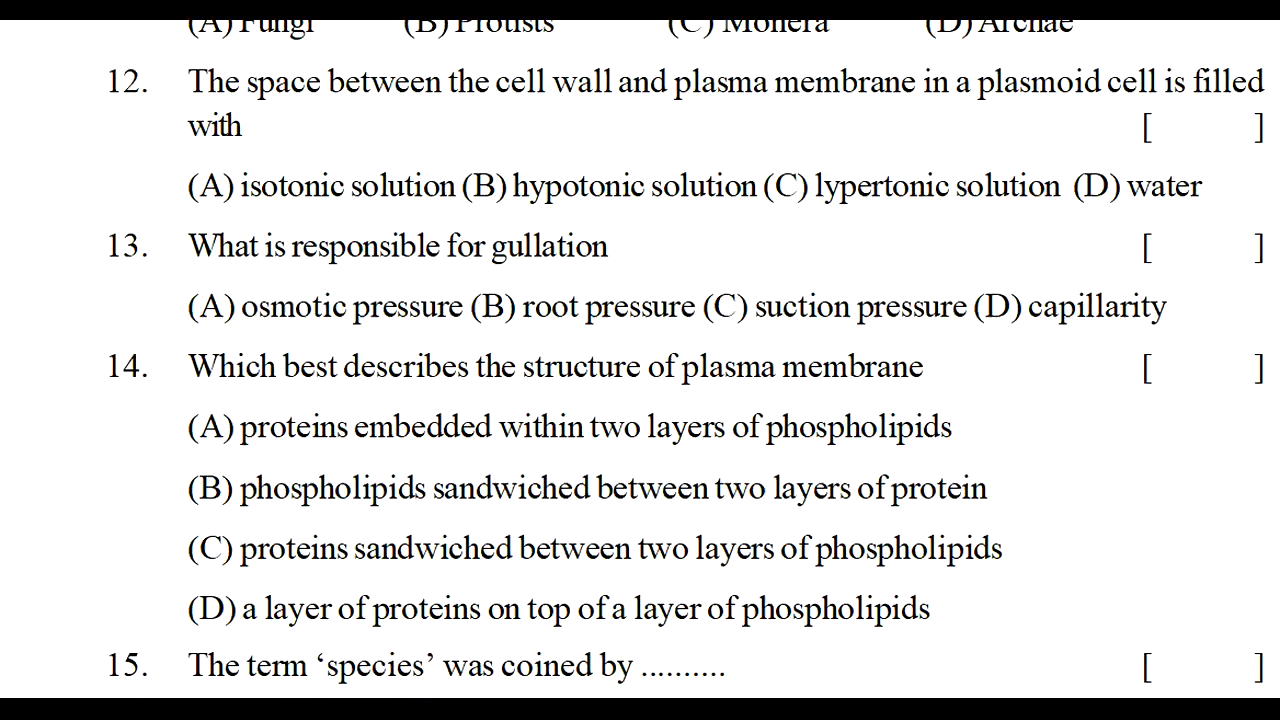 (A) Fungi (B) Protists (C) Monera (D) Archae
12. The space between the cell wall and plasma membrane in a plasmoid cell is filled
with [ ]
(A) isotonic solution (B) hypotonic solution (C) lypertonic solution (D) water
13. What is responsible for gullation [ ]
(A) osmotic pressure (B) root pressure (C) suction pressure (D) capillarity
14. Which best describes the structure of plasma membrane [ ]
(A) proteins embedded within two layers of phospholipids
(B) phospholipids sandwiched between two layers of protein
(C) proteins sandwiched between two layers of phospholipids
(D) a layer of proteins on top of a layer of phospholipids
15. The term ‘species’ was coined by .......... [ ]